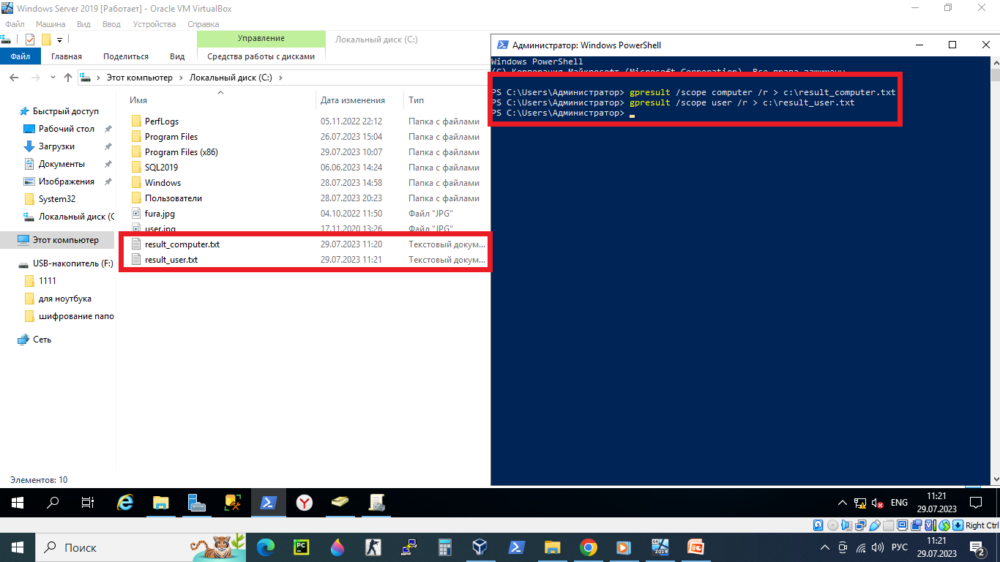 Windows Server 2019 [Работает] - Oracle VM VirtualBox
Файл Машина Вид Ввод Устройства Справка
Управление Локальный диск (C:)
Файл Главная Поделиться Вид Средства работы с дисками
Этот компьютер Локальный диск (C:)
Имя Дата изменения Тип
Быстрый доступ
Рабочий стол
Загрузки
Документы
Изображения
System32
Локальный диск (C
Этот компьютер
USB-накопитель (F:)
1111
для ноутбука
шифрование папо
Сеть
PerfLogs 05.11.2022 22:12 Папка с файлами
Program Files 26.07.2023 15:04 Папка с файлами
Program Files (x86) 29.07.2023 10:07 Папка с файлами
SQL2019 06.06.2023 14:24 Папка с файлами
Windows 28.07.2023 14:58 Папка с файлами
Пользователи 28.07.2023 20:23 Папка с файлами
fura.jpg 04.10.2022 11:50 Файл "JPG"
user.jpg 17.11.2020 13:26 Файл "JPG"
result_computer.txt 29.07.2023 11:20 Текстовый докум...
result_user.txt 29.07.2023 11:21 Текстовый докум...
Элементов: 10
Администратор: Windows PowerShell
Windows PowerShell
(C) Корпорация Майкрософт (Microsoft Corporation). Все права защищены.
PS C:\Users\Администратор> gpresult /scope computer /r > c:\result_computer.txt
PS C:\Users\Администратор> gpresult /scope user /r > c:\result_user.txt
PS C:\Users\Администратор>
ENG 11:21
29.07.2023
Right Ctrl
Поиск PC 2019 РУС 11:21
29.07.2023 2